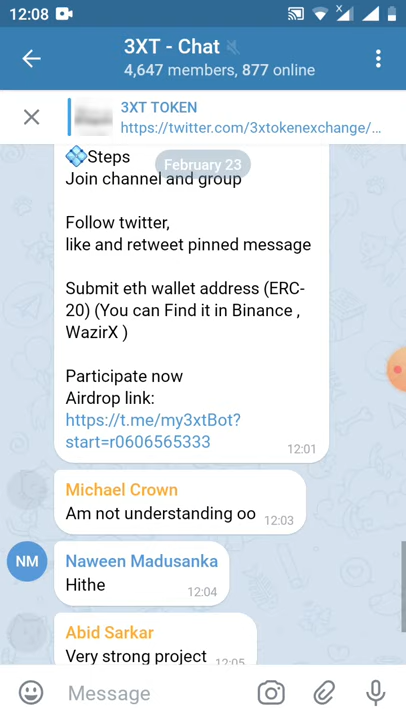 12:08
3XT - Chat
4,647 members, 877 online
3XT TOKEN
https://twitter.com/3xtokenexchange/...
February 23
Steps
Join channel and group
Follow twitter,
like and retweet pinned message
Submit eth wallet address (ERC-
20) (You can Find it in Binance ,
WazirX )
Participate now
Airdrop link:
https://t.me/my3xtBot?
start=r0606565333
12:01
Michael Crown
Am not understanding oo 12:03
NM
Naween Madusanka
Hithe
12:04
Abid Sarkar
Very strong project 12:05
Message